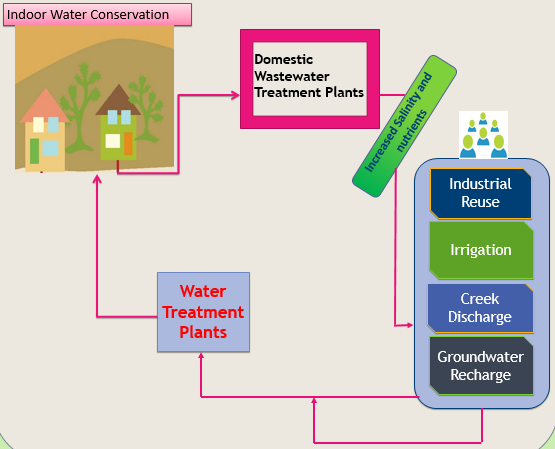 Indoor Water Conservation
Domestic
Wastewater
Treatment Plants
Increased Salinity and
nutrients
Industrial
Reuse
Irrigation
Creek
Discharge
Groundwater
Recharge
Water
Treatment
Plants